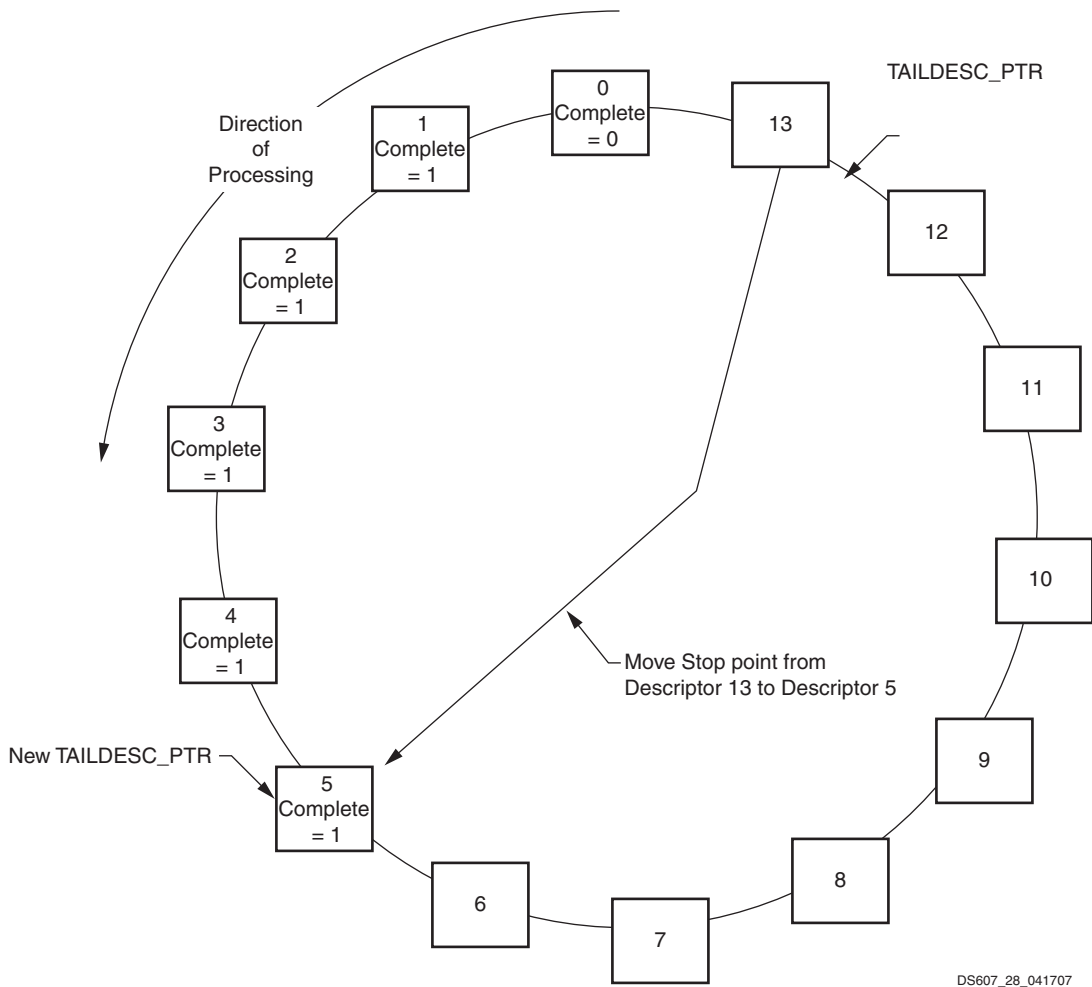 TAILDESC_PTR
0
Complete
= 0
13
1
Complete
= 1
Direction
of
Processing
12
2
Complete
= 1
11
3
Complete
= 1
10
4
Complete
= 1
Move Stop point from
Descriptor 13 to Descriptor 5
New TAILDESC_PTR
9
5
Complete
= 1
8
6
7
DS607_28_041707